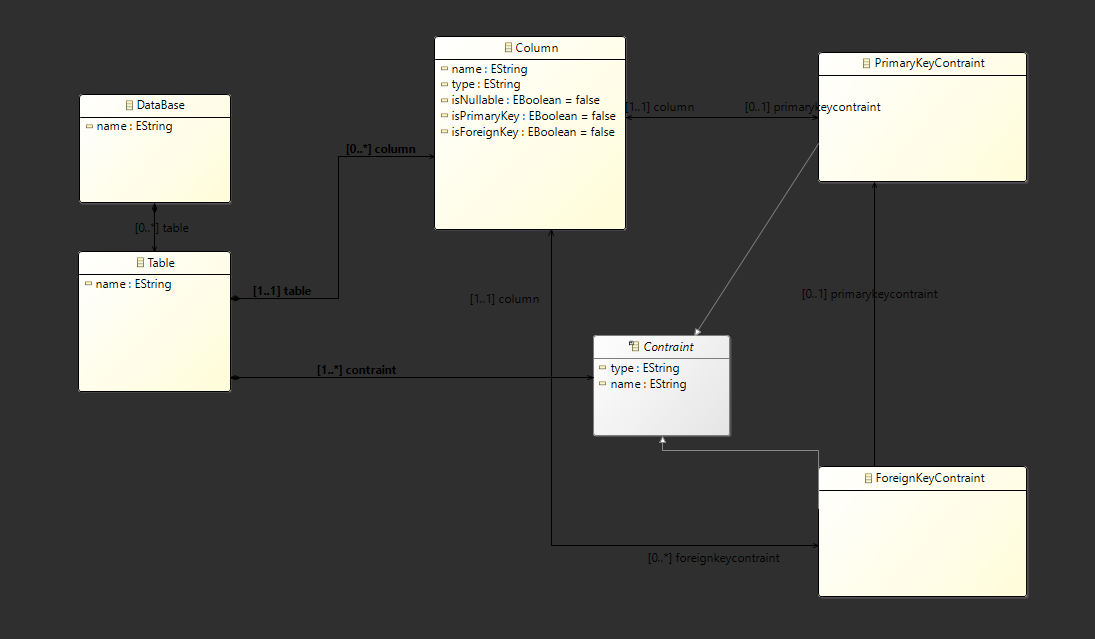 Column
name : EString
type : EString
isNullable : EBoolean = false
isPrimaryKey : EBoolean = false
isForeignKey : EBoolean = false
PrimaryKeyContraint
[1..1] column
[0..1] primarykeycontraint
DataBase
name : EString
[0..*] column
[0..*] table
Table
name : EString
[1..1] table
[1..1] column
[0..1] primarykeycontraint
Contraint
type : EString
name : EString
[1..*] contraint
ForeignKeyContraint
[0..*] foreignkeycontraint